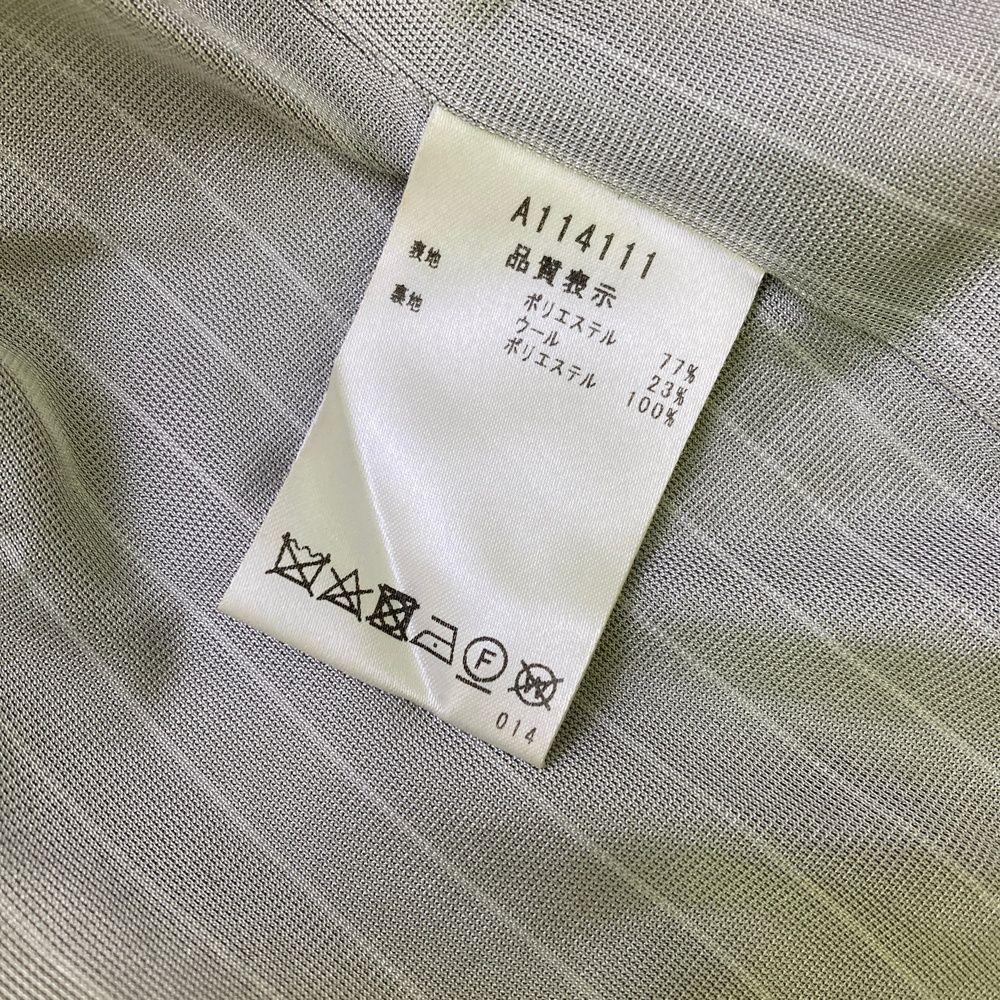 A114111
品質表示
表地 ポリエステル 77%
ウール 23%
裏地 ポリエステル 100%
F
W
014